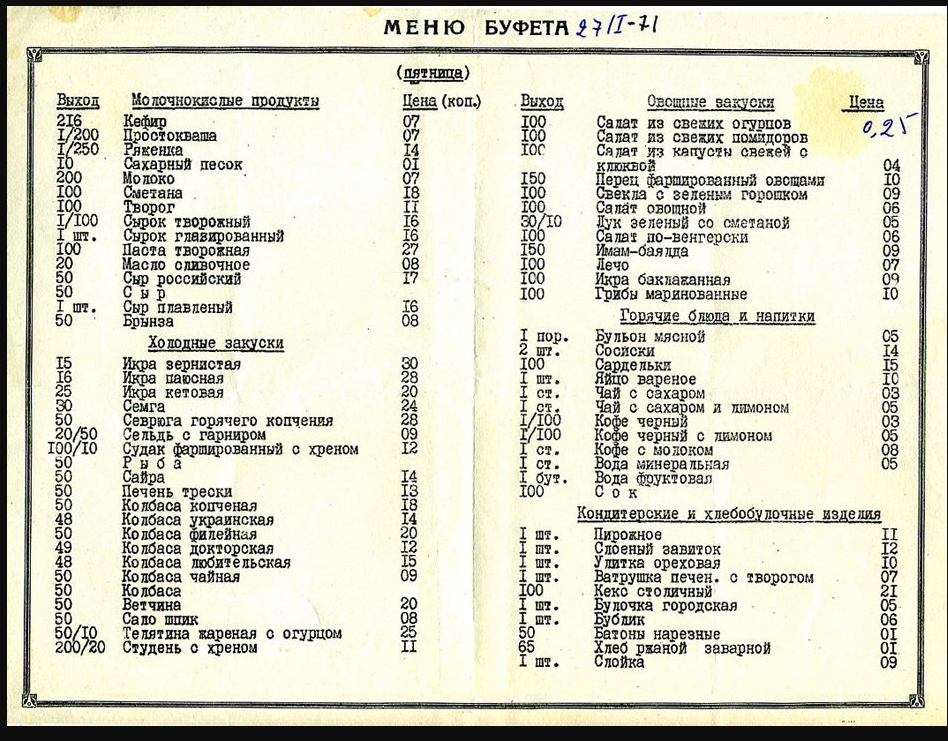 МЕНЮ БУФЕТА 27/I-71
(пятница)
Выход Молочнокислые продукты Цена (коп.)
216 Кефир 07
I/200 Простокваша 07
I/250 Ряженка I4
I0 Сахарный песок 0I
200 Молоко 07
I00 Сметана I8
I00 Творог II
I/I00 Сырок творожный I6
I шт. Сырок глазированный I6
I00 Паста творожная 27
20 Масло сливочное 08
50 Сыр российский I7
50 С ы р
I шт. Сыр плавленый I6
50 Брынза 08
Холодные закуски
I5 Икра зернистая 30
I6 Икра паюсная 28
25 Икра кетовая 20
30 Семга 24
50 Севрюга горячего копчения 28
20/50 Сельдь с гарниром 09
I00/I0 Судак фаршированный с хреном I2
50 Р ы б а
50 Сайра I4
50 Печень трески I3
50 Колбаса копченая I8
48 Колбаса украинская I4
50 Колбаса филейная 20
49 Колбаса докторская I2
48 Колбаса любительская I5
50 Колбаса чайная 09
50 Колбаса
50 Ветчина 20
50 Сало шпик 08
50/I0 Телятина жареная с огурцом 25
200/20 Студень с хреном II
Выход Овощные закуски Цена
I00 Салат из свежих огурцов 0,25
I00 Салат из свежих помидоров
I00 Салат из капусты свежей с
клюквой 04
I50 Перец фаршированный овощами I0
I00 Свекла с зеленым горошком 09
I00 Салат овощной 06
30/I0 Лук зеленый со сметаной 05
I00 Салат по-венгерски 06
I50 Имам-баялда 09
I00 Лечо 07
I00 Икра баклажанная 09
I00 Грибы маринованные I0
Горячие блюда и напитки
I пор. Бульон мясной 05
2 шт. Сосиски I4
I00 Сардельки I5
I шт. Яйцо вареное I0
I ст. Чай с сахаром 03
I ст. Чай с сахаром и лимоном 05
I/I00 Кофе черный 03
I/I00 Кофе черный с лимоном 05
I ст. Кофе с молоком 08
I ст. Вода минеральная 05
I бут. Вода фруктовая
I00 С о к
Кондитерские и хлебобулочные изделия
I шт. Пирожное II
I шт. Слоеный завиток I2
I шт. Улитка ореховая I0
I шт. Ватрушка печен. с творогом 07
I00 Кекс столичный 2I
I шт. Булочка городская 05
I шт. Бублик 06
50 Батоны нарезные 0I
65 Хлеб ржаной заварной 0I
I шт. Слойка 09